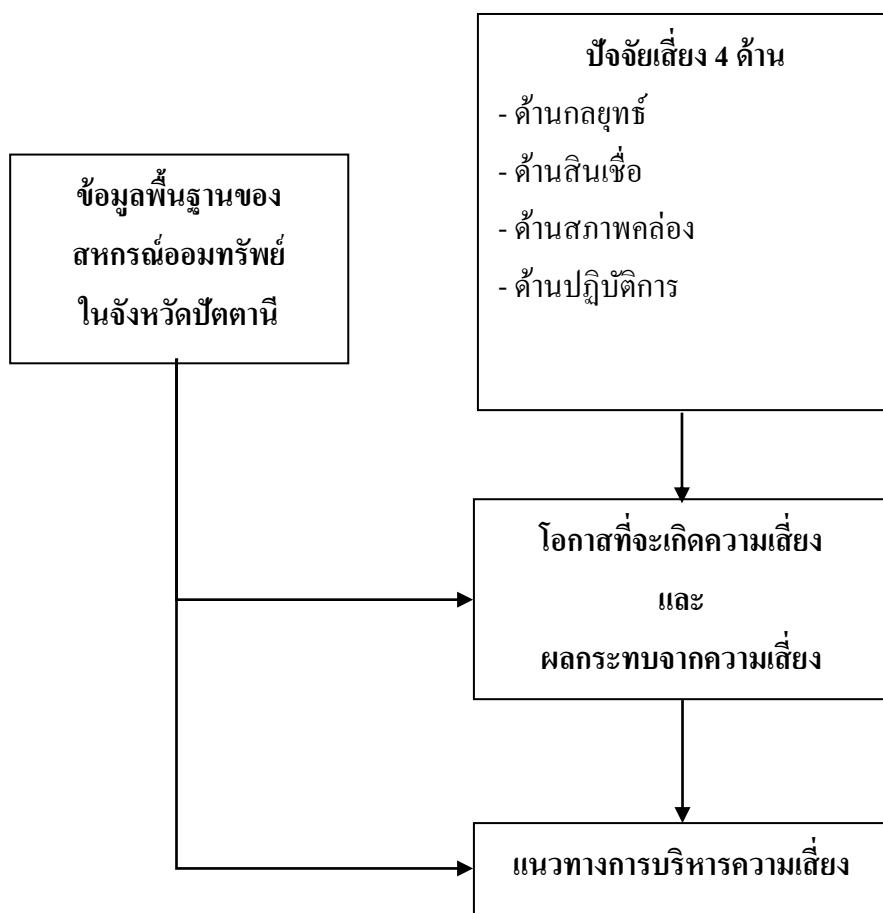 ปัจจัยเสี่ยง 4 ด้าน
- ด้านกลยุทธ์
- ด้านสินเชื่อ
- ด้านสภาพคล่อง
- ด้านปฏิบัติการ
ข้อมูลพื้นฐานของ
สหกรณ์ออมทรัพย์
ในจังหวัดปัตตานี
โอกาสที่จะเกิดความเสี่ยง
และ
ผลกระทบจากความเสี่ยง
แนวทางการบริหารความเสี่ยง